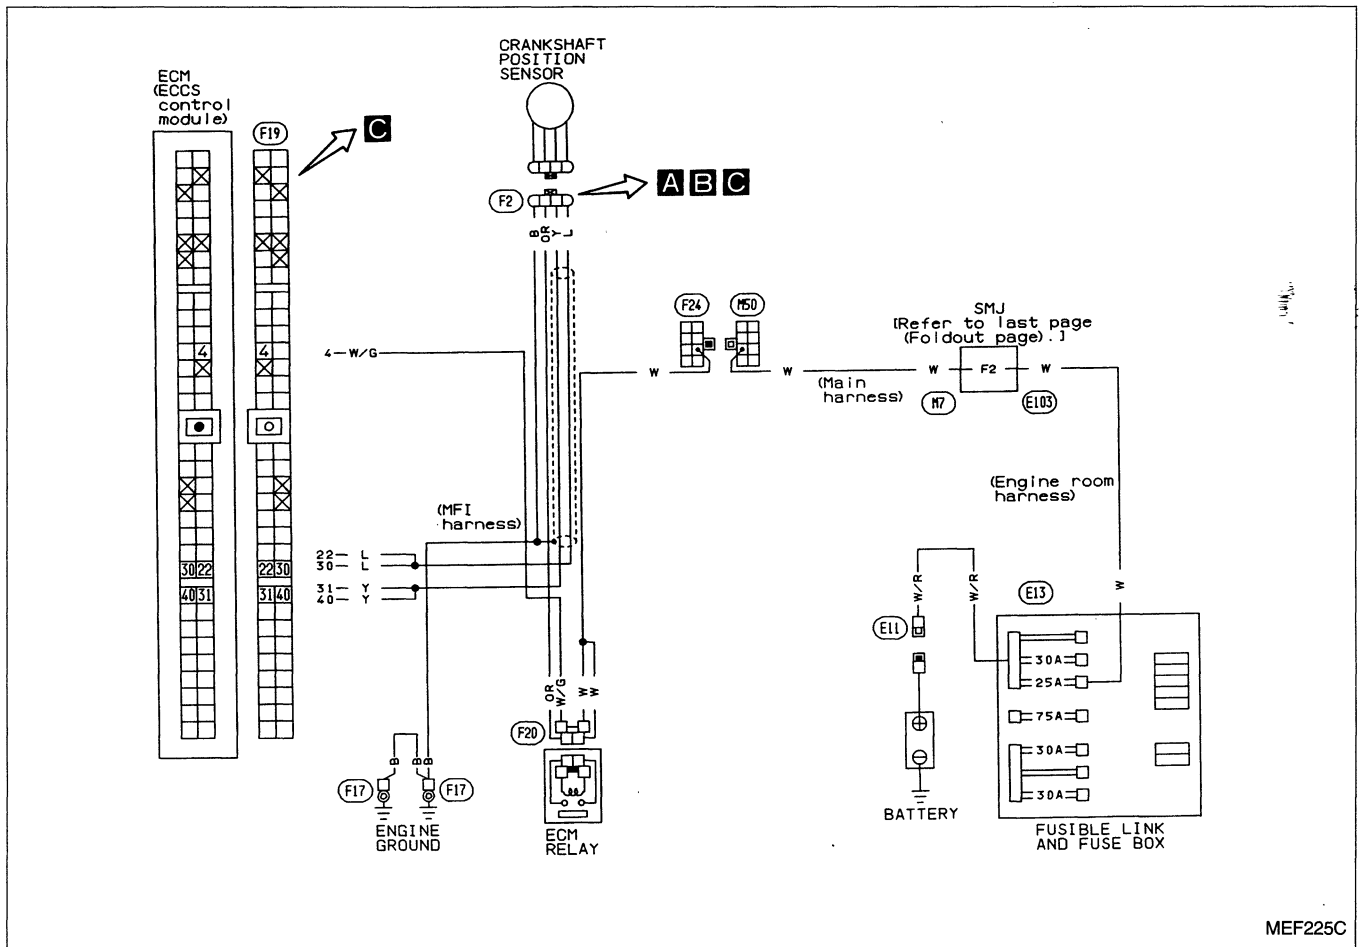 CRANKSHAFT
POSITION
SENSOR
ECM
(ECCS
control
module)
F19
C
F2
A B C
B
OR
Y
L
F24
M50
SMJ
[Refer to last page
(Foldout page).]
4
4
4 W/G
W
W
(Main
harness)
W
F2
W
M7
E103
(Engine room
harness)
(MFI
harness)
22 L
30 L
31 Y
40 Y
30 22
22 30
40 31
31 40
W/R
W/R
W
E13
E11
30A
25A
75A
30A
30A
OR
W/G
W
W
F20
B
B
B
F17
F17
ENGINE
GROUND
ECM
RELAY
BATTERY
FUSIBLE LINK
AND FUSE BOX
MEF225C